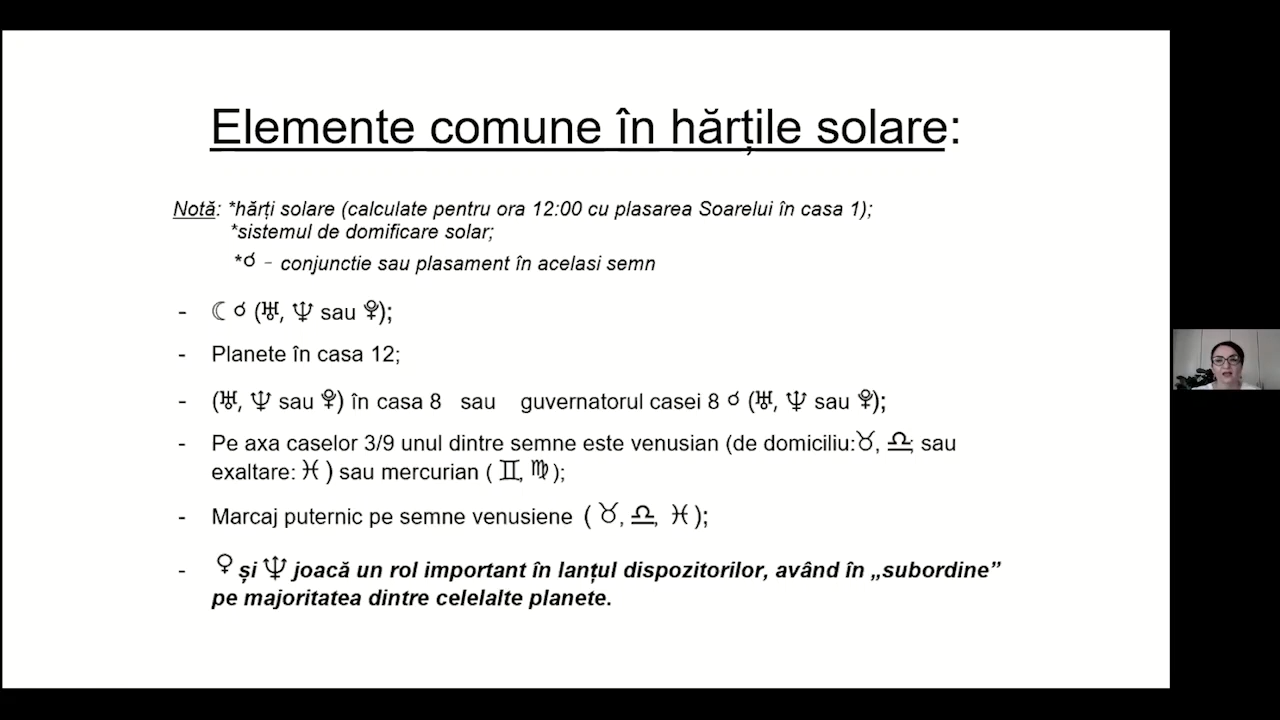 Elemente comune în hărțile solare:
Notă: *hărți solare (calculate pentru ora 12:00 cu plasarea Soarelui în casa 1);
*sistemul de domificare solar;
*☌ - conjunctie sau plasament în acelasi semn
- ☾ ☌ (♅, ♆ sau ⯓);
- Planete în casa 12;
- (♅, ♆ sau ⯓) în casa 8 sau guvernatorul casei 8 ☌ (♅, ♆ sau ⯓);
- Pe axa caselor 3/9 unul dintre semne este venusian (de domiciliu:♉, ♎; sau
exaltare: ♓ ) sau mercurian ( ♊, ♍ );
- Marcaj puternic pe semne venusiene ( ♉, ♎, ♓ );
- ♀ și ♆ joacă un rol important în lanțul dispozitorilor, având în „subordine”
pe majoritatea dintre celelalte planete.